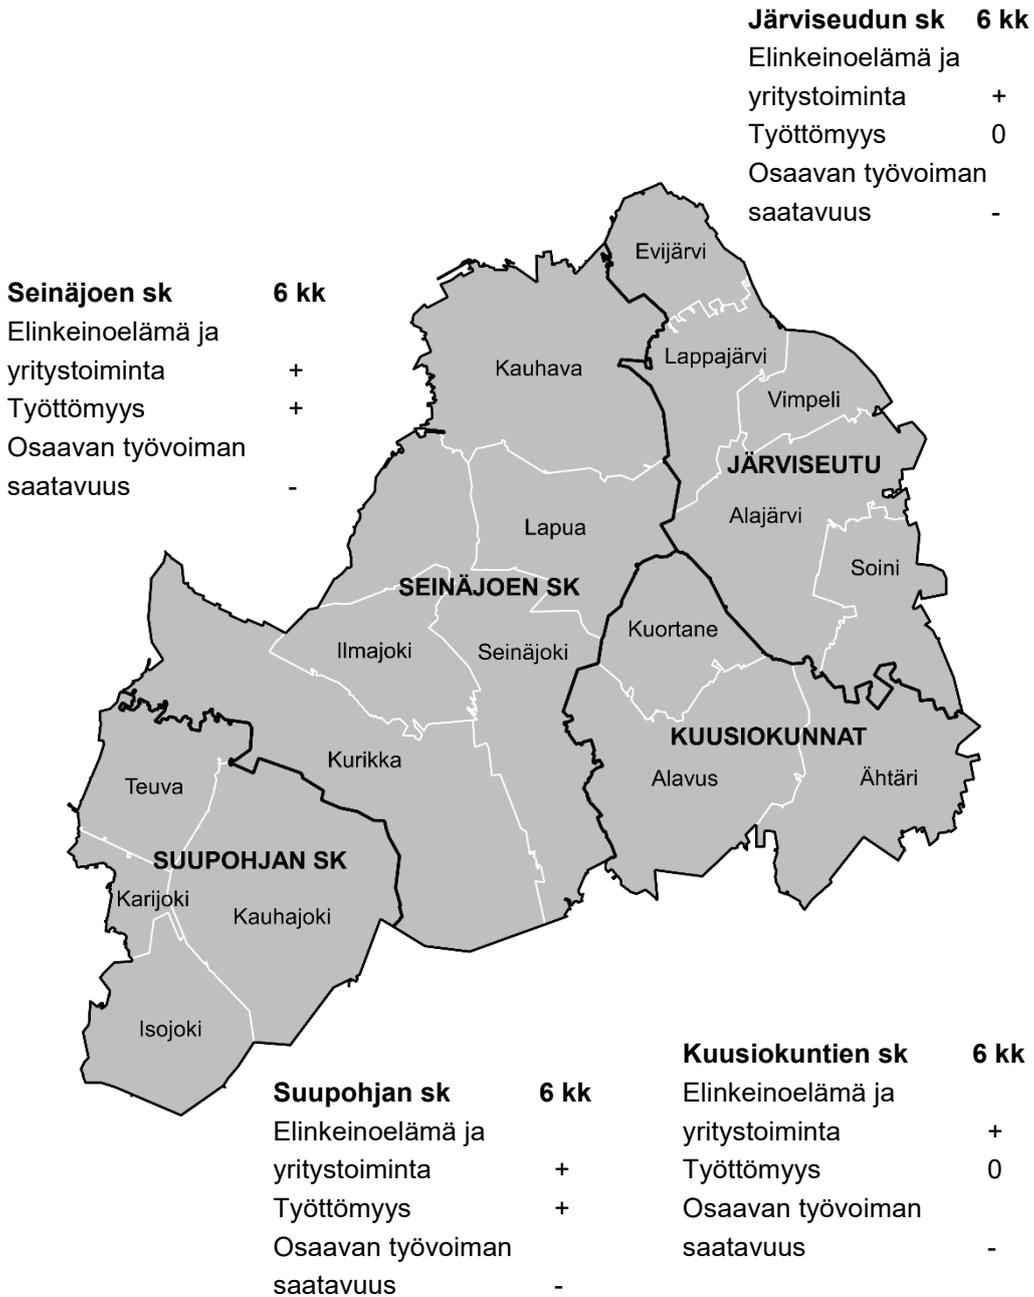 Järviseudun sk 6 kk
Elinkeinoelämä ja
yritystoiminta +
Työttömyys 0
Osaavan työvoiman
saatavuus -
Seinäjoen sk 6 kk
Elinkeinoelämä ja
yritystoiminta +
Työttömyys +
Osaavan työvoiman
saatavuus -
Evijärvi
Lappajärvi
Kauhava
Vimpeli
JÄRVISEUTU
Alajärvi
Lapua
Soini
SEINÄJOEN SK
Kuortane
Ilmajoki
Seinäjoki
KUUSIOKUNNAT
Kurikka
Alavus
Ähtäri
Teuva
SUUPOHJAN SK
Karijoki
Kauhajoki
Isojoki
Suupohjan sk 6 kk
Elinkeinoelämä ja
yritystoiminta +
Työttömyys +
Osaavan työvoiman
saatavuus -
Kuusiokuntien sk 6 kk
Elinkeinoelämä ja
yritystoiminta +
Työttömyys 0
Osaavan työvoiman
saatavuus -